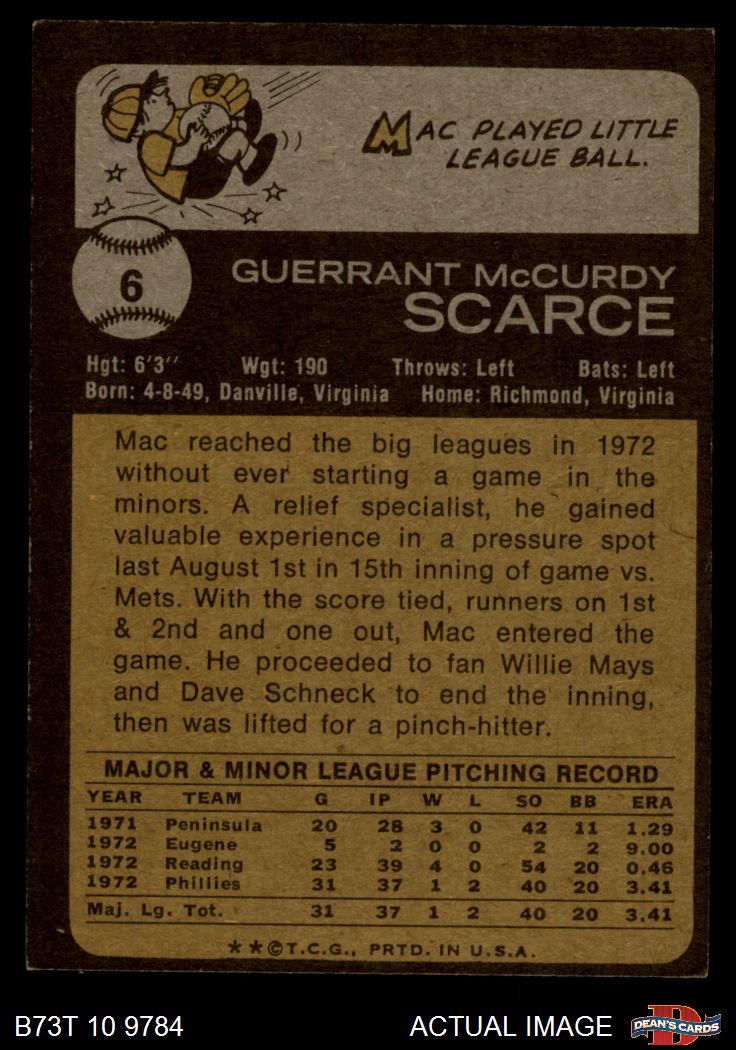 MAC PLAYED LITTLE
LEAGUE BALL.
6
GUERRANT McCURDY
SCARCE
Hgt: 6'3'' Wgt: 190 Throws: Left Bats: Left
Born: 4-8-49, Danville, Virginia Home: Richmond, Virginia
Mac reached the big leagues in 1972
without ever starting a game in the
minors. A relief specialist, he gained
valuable experience in a pressure spot
last August 1st in 15th inning of game vs.
Mets. With the score tied, runners on 1st
& 2nd and one out, Mac entered the
game. He proceeded to fan Willie Mays
and Dave Schneck to end the inning,
then was lifted for a pinch-hitter.
MAJOR & MINOR LEAGUE PITCHING RECORD
YEAR TEAM G IP W L SO BB ERA
1971 Peninsula 20 28 3 0 42 11 1.29
1972 Eugene 5 2 0 0 2 2 9.00
1972 Reading 23 39 4 0 54 20 0.46
1972 Phillies 31 37 1 2 40 20 3.41
Maj. Lg. Tot. 31 37 1 2 40 20 3.41
★★©T.C.G., PRTD. IN U.S.A.
B73T 10 9784 ACTUAL IMAGE D DEAN'S CARDS